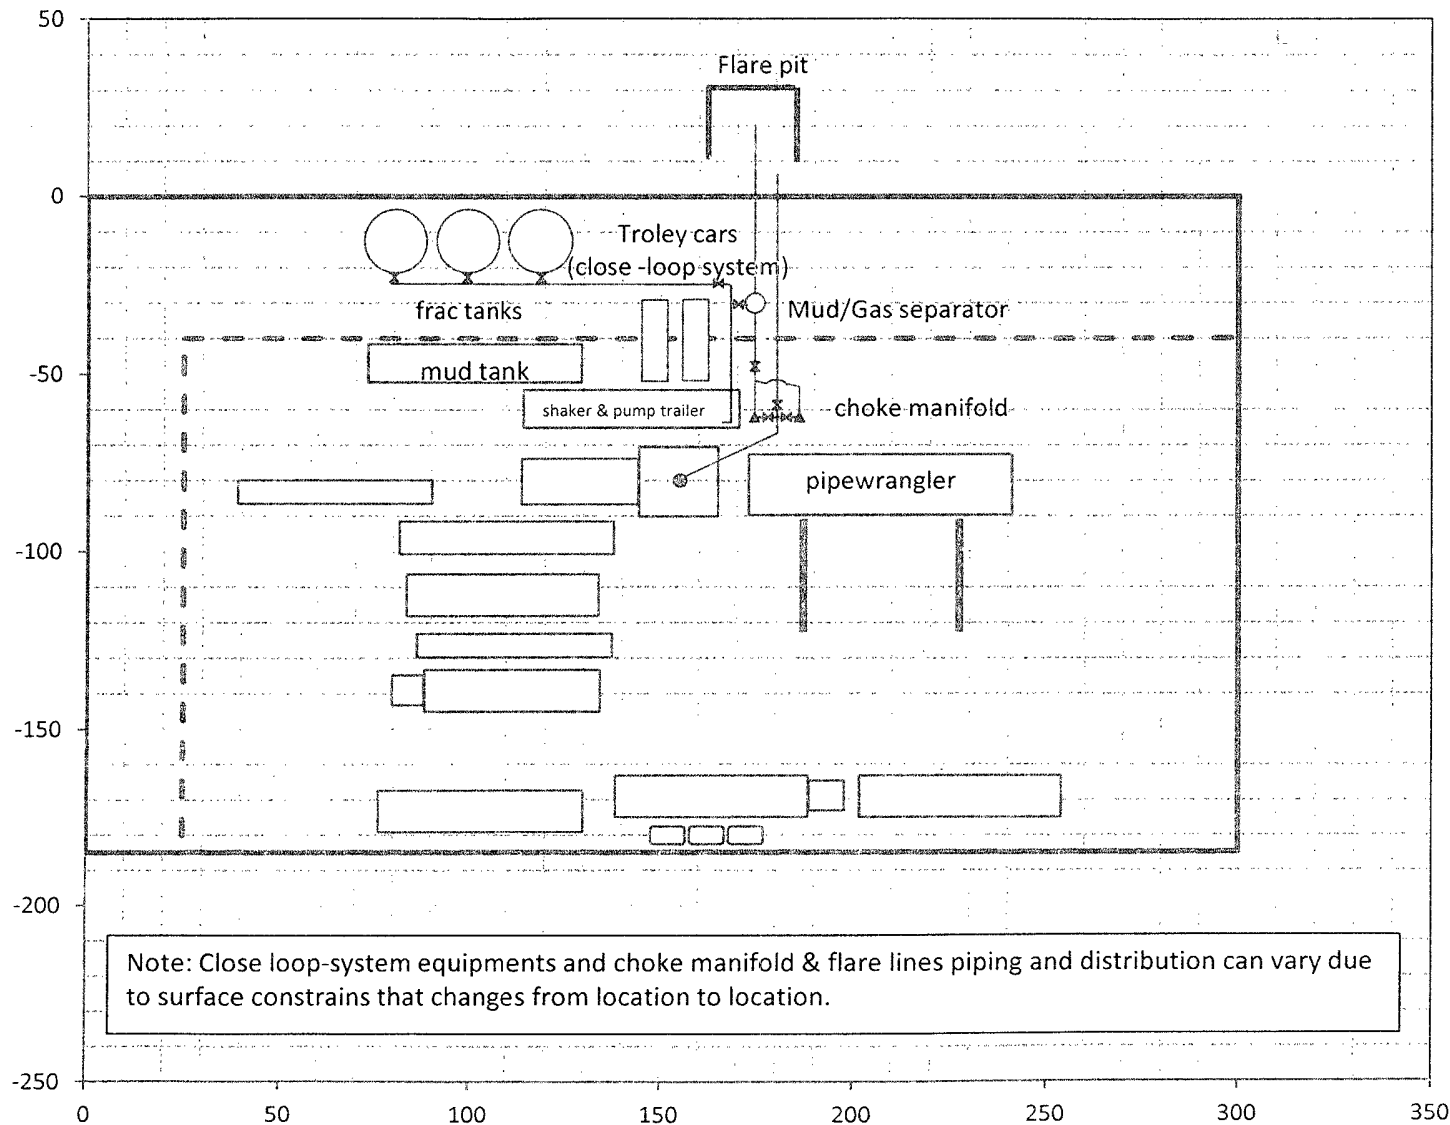 50
Flare pit
0
Troley cars
(close -loop system)
frac tanks
Mud/Gas separator
-50
mud tank
shaker & pump trailer
choke manifold
pipewrangler
-100
-150
-200
Note: Close loop-system equipments and choke manifold & flare lines piping and distribution can vary due
to surface constrains that changes from location to location.
-250
0
50
100
150
200
250
300
350